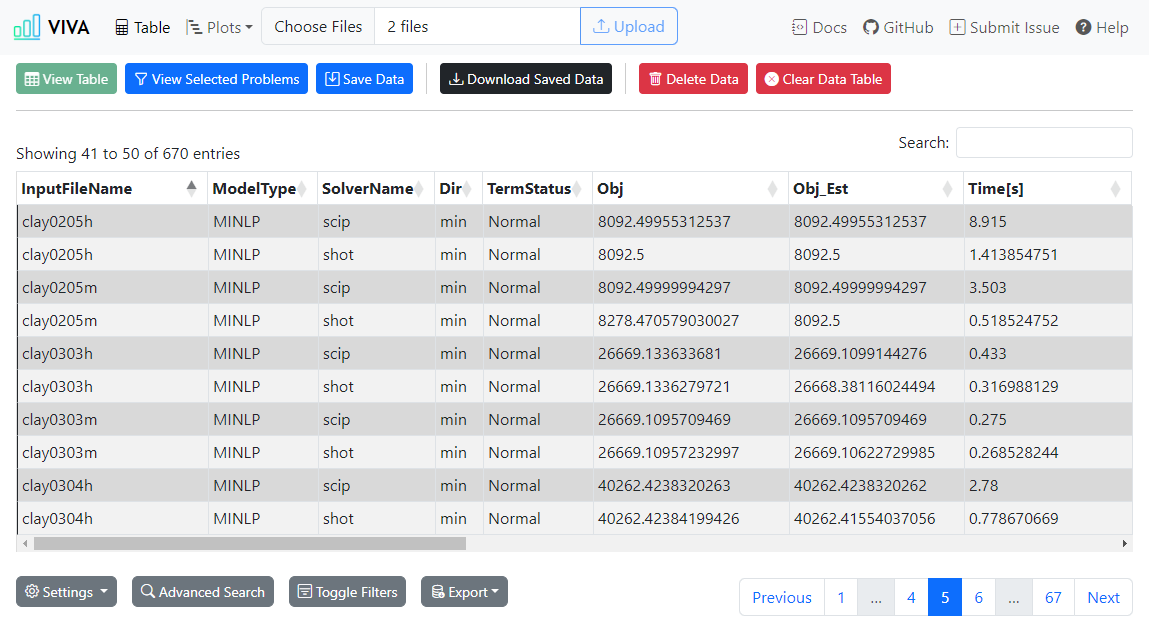 VIVA Table Plots Choose Files 2 files Upload Docs GitHub Submit Issue Help
View Table View Selected Problems Save Data Download Saved Data Delete Data Clear Data Table
Search:
Showing 41 to 50 of 670 entries
InputFileName ModelType SolverName Dir TermStatus Obj Obj_Est Time[s]
clay0205h MINLP scip min Normal 8092.49955312537 8092.49955312537 8.915
clay0205h MINLP shot min Normal 8092.5 8092.5 1.413854751
clay0205m MINLP scip min Normal 8092.49999994297 8092.49999994297 3.503
clay0205m MINLP shot min Normal 8278.470579030027 8092.5 0.518524752
clay0303h MINLP scip min Normal 26669.133633681 26669.1099144276 0.433
clay0303h MINLP shot min Normal 26669.1336279721 26668.38116024494 0.316988129
clay0303m MINLP scip min Normal 26669.1095709469 26669.1095709469 0.275
clay0303m MINLP shot min Normal 26669.10957232997 26669.10622729985 0.268528244
clay0304h MINLP scip min Normal 40262.4238320263 40262.4238320262 2.78
clay0304h MINLP shot min Normal 40262.42384199426 40262.41554037056 0.778670669
Settings Advanced Search Toggle Filters Export Previous 1 ... 4 5 6 ... 67 Next